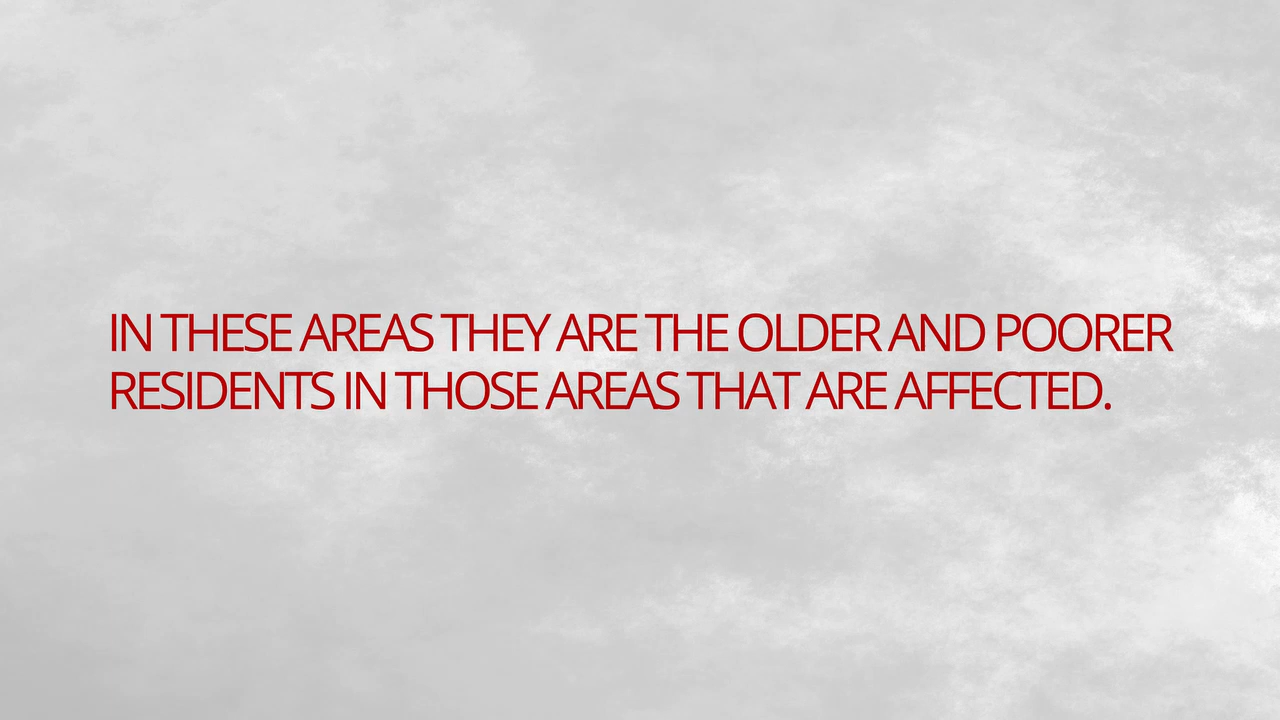 IN THESE AREAS THEY ARE THE OLDER AND POORER
RESIDENTS IN THOSE AREAS THAT ARE AFFECTED.